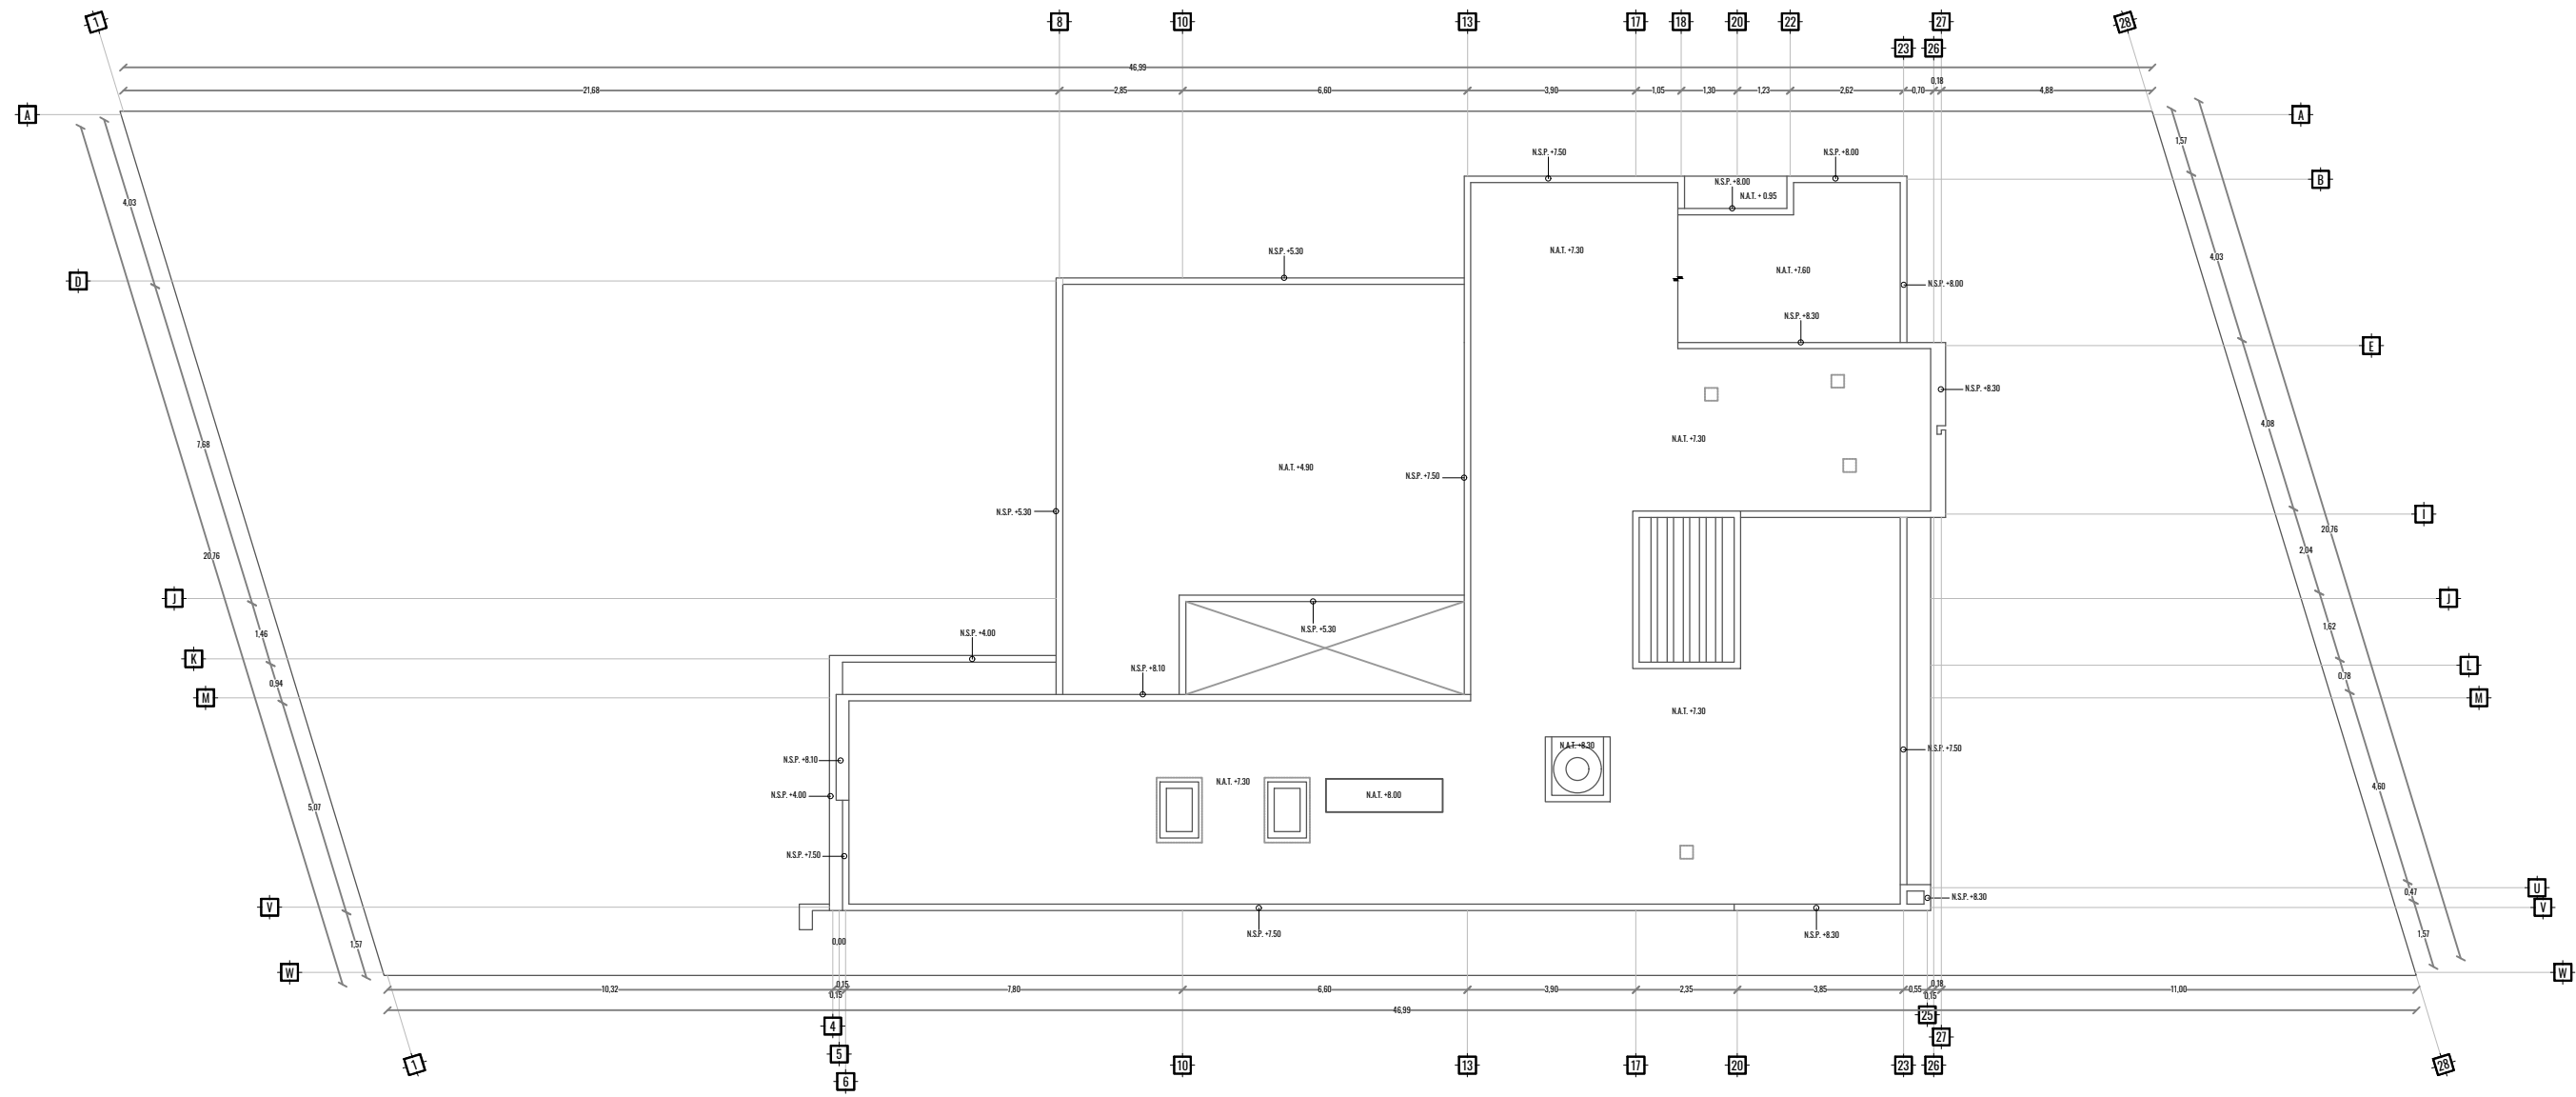 1
8
10
13
17
18
20
22
27
28
23
26
46,99
0,18
21,68
2,85
6,60
3,90
1,05
1,30
1,23
2,62
0,70
4,88
A
A
1,57
N.S.P. +7.50
N.S.P. +8.00
B
N.S.P. +8.00
N.A.T. + 0.95
4,03
N.S.P. +5.30
N.A.T. +7.30
4,03
N.A.T. +7.60
D
N.S.P. +8.00
N.S.P. +8.30
E
N.S.P. +8.30
4,08
N.A.T. +7.30
7,68
N.A.T. +4.90
N.S.P. +7.50
N.S.P. +5.30
I
20,76
20,76
2,04
J
J
N.S.P. +5.30
1,62
1,46
N.S.P. +4.00
K
L
N.S.P. +8.10
0,78
0,94
M
M
N.A.T. +7.30
N.A.T. +8.30
N.S.P. +7.50
N.S.P. +8.10
N.A.T. +7.30
4,60
N.S.P. +4.00
N.A.T. +8.00
5,07
N.S.P. +7.50
U
0,47
N.S.P. +8.30
V
V
N.S.P. +7.50
N.S.P. +8.30
1,57
0,00
1,57
W
W
0,15
0,18
10,32
7,80
6,60
3,90
2,35
3,85
0,55
11,00
0,15
0,15
46,99
25
4
27
5
1
10
13
17
20
23
26
28
6